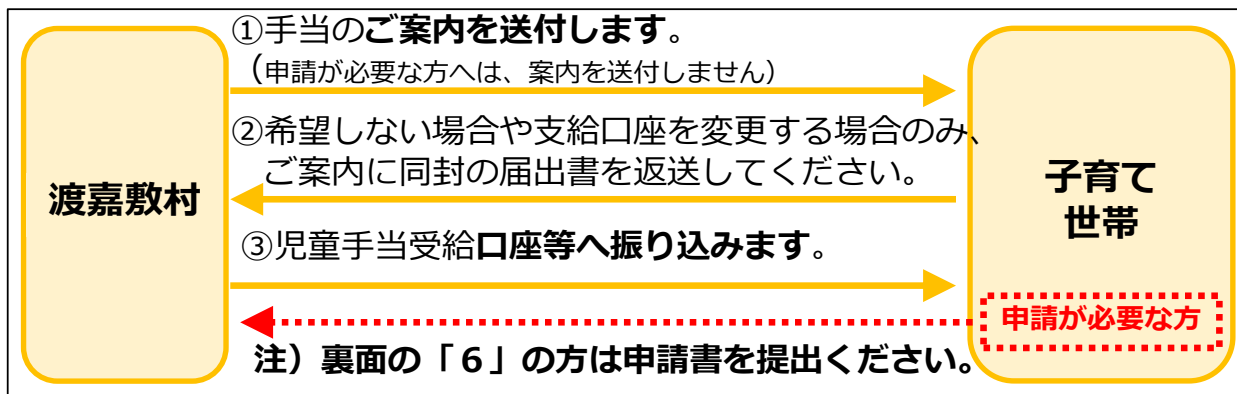 ①手当のご案内を送付します。
（申請が必要な方へは、案内を送付しません）
②希望しない場合や支給口座を変更する場合のみ、
ご案内に同封の届出書を返送してください。
渡嘉敷村
子育て
世帯
③児童手当受給口座等へ振り込みます。
申請が必要な方
注）裏面の「６」の方は申請書を提出ください。